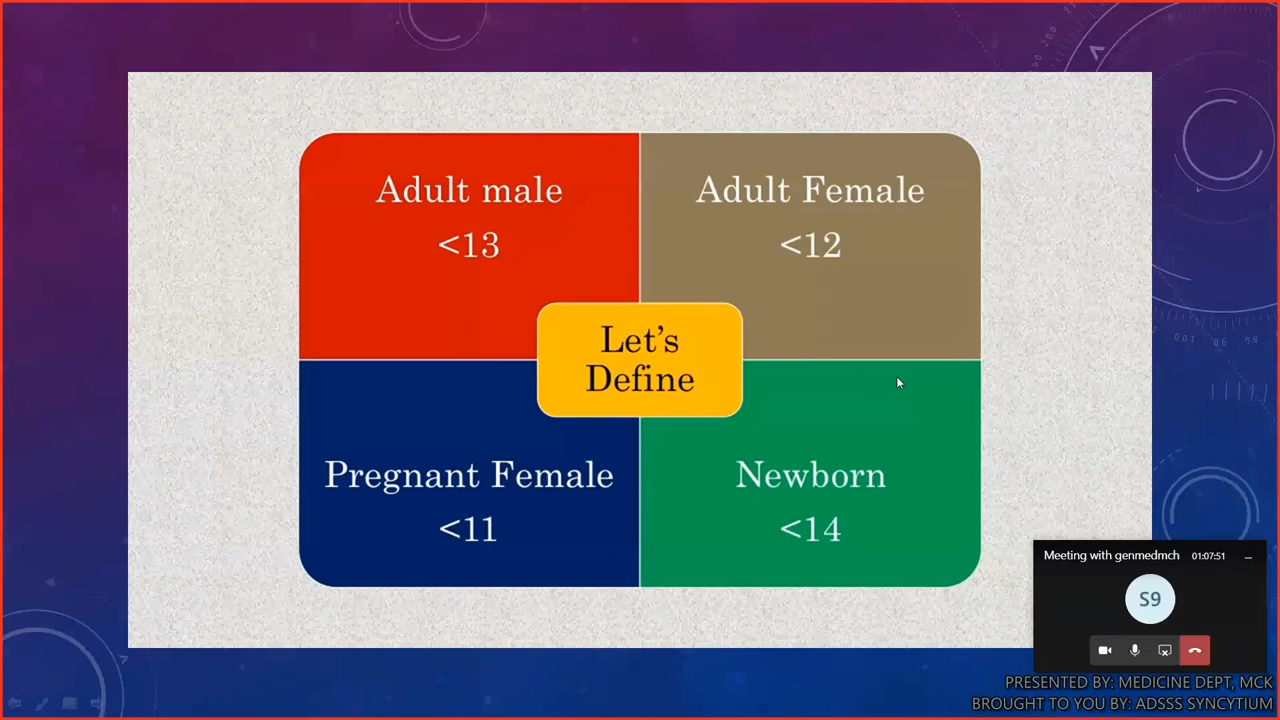 Adult male
<13
Adult Female
<12
Let's
Define
Pregnant Female
<11
Newborn
<14
Meeting with genmedmch 01:07:51
S9
PRESENTED BY: MEDICINE DEPT, MCK
BROUGHT TO YOU BY: ADSSS SYNCYTIUM